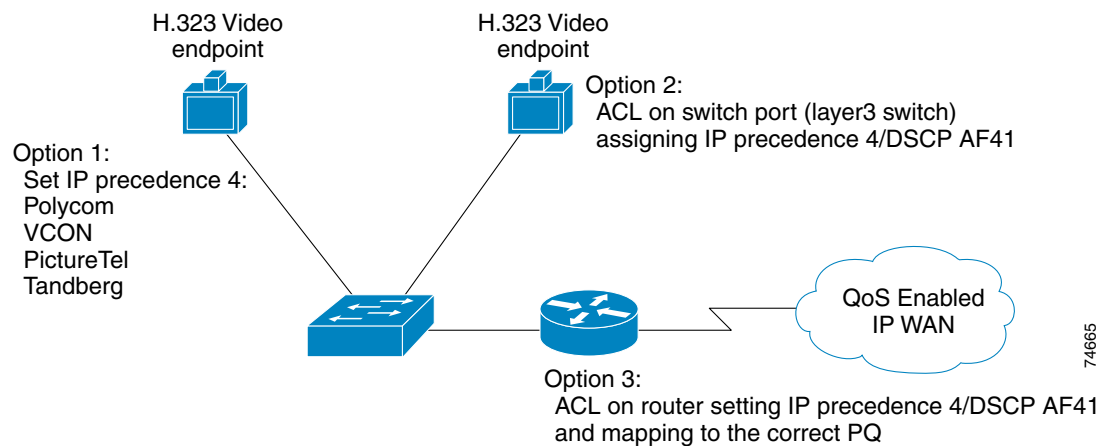 H.323 Video
endpoint
H.323 Video
endpoint
Option 1:
Set IP precedence 4:
Polycom
VCON
PictureTel
Tandberg
Option 2:
ACL on switch port (layer3 switch)
assigning IP precedence 4/DSCP AF41
QoS Enabled
IP WAN
Option 3:
ACL on router setting IP precedence 4/DSCP AF41
and mapping to the correct PQ
74665